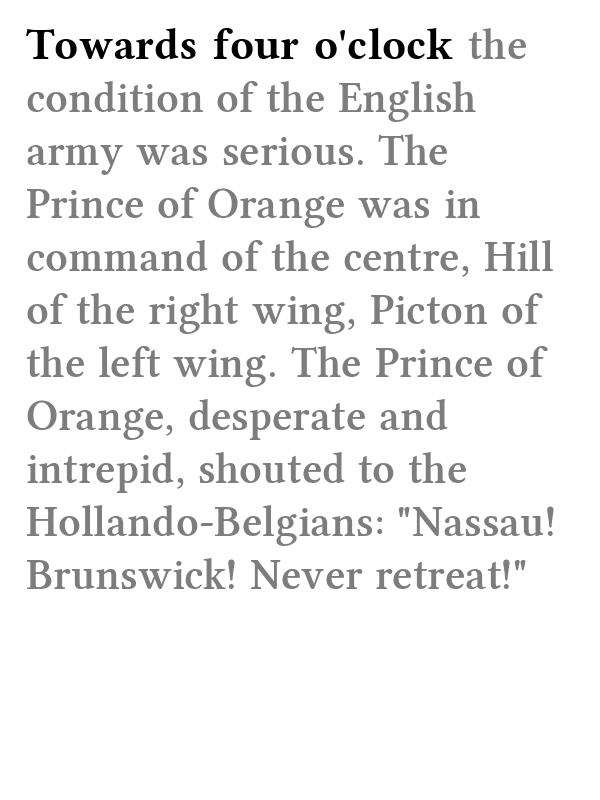 Towards four o'clock the
condition of the English
army was serious. The
Prince of Orange was in
command of the centre, Hill
of the right wing, Picton of
the left wing. The Prince of
Orange, desperate and
intrepid, shouted to the
Hollando-Belgians: "Nassau!
Brunswick! Never retreat!"